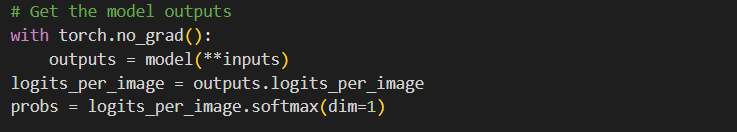 # Get the model outputs
with torch.no_grad():
    outputs = model(**inputs)
logits_per_image = outputs.logits_per_image
probs = logits_per_image.softmax(dim=1)